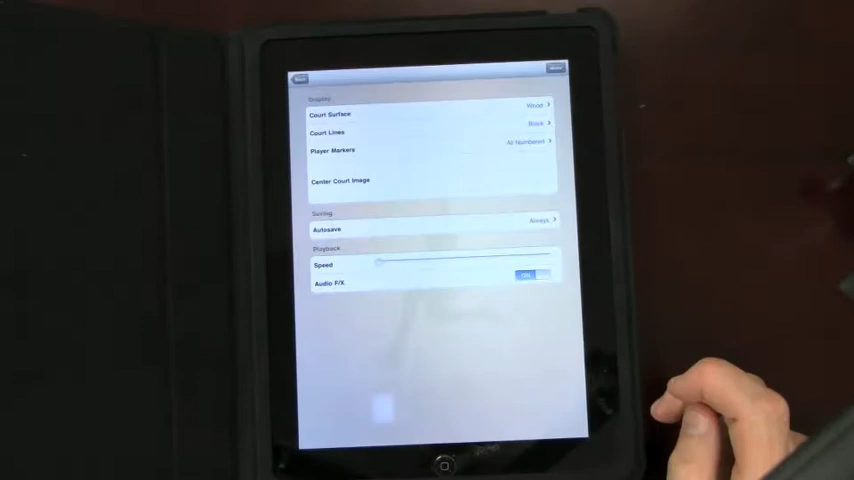 Display
Court Surface
Wood
Court Lines
Black
Player Markers
All Numbered
Center Court Image
Saving
Autosave
Always
Playback
Speed
Audio F/X
ON